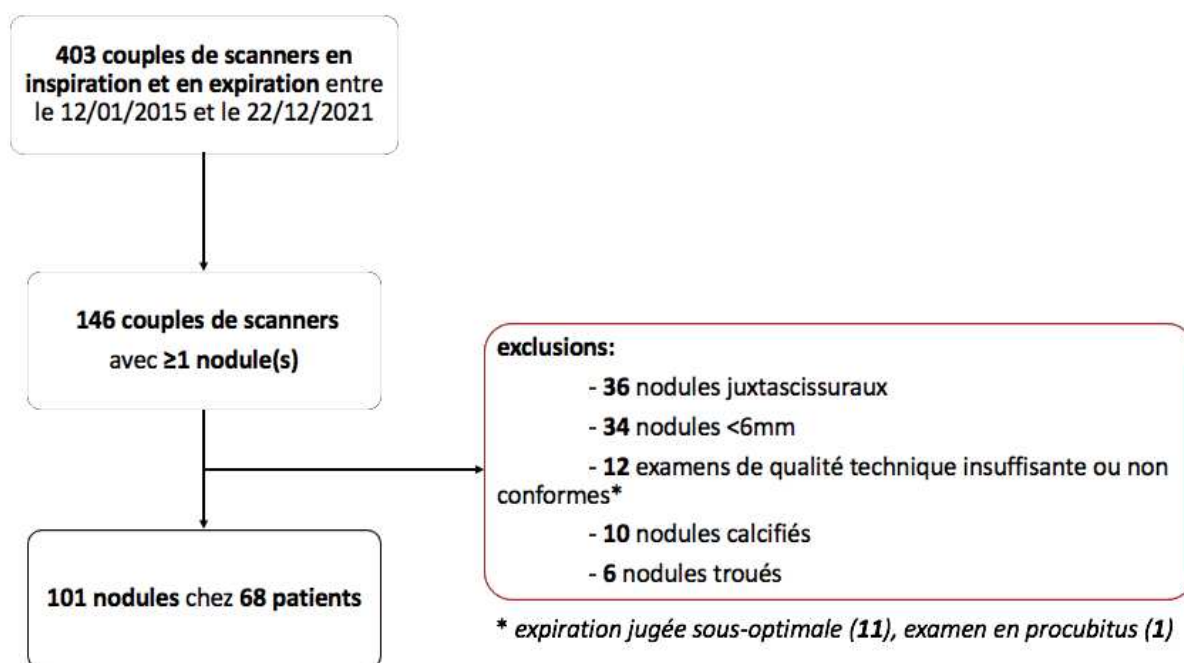 403 couples de scanners en
inspiration et en expiration entre
le 12/01/2015 et le 22/12/2021
146 couples de scanners
avec ≥1 nodule(s)
exclusions:
- 36 nodules juxtascissuraux
- 34 nodules <6mm
- 12 examens de qualité technique insuffisante ou non
conformes*
- 10 nodules calcifiés
- 6 nodules troués
101 nodules chez 68 patients
* expiration jugée sous-optimale (11), examen en procubitus (1)